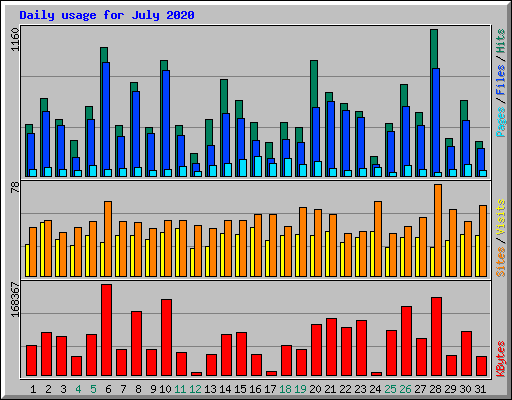 Daily usage for July 2020
1160
Pages / Files / Hits
78
Sites / Visits
168367
KBytes
1 2 3 4 5 6 7 8 9 10 11 12 13 14 15 16 17 18 19 20 21 22 23 24 25 26 27 28 29 30 31